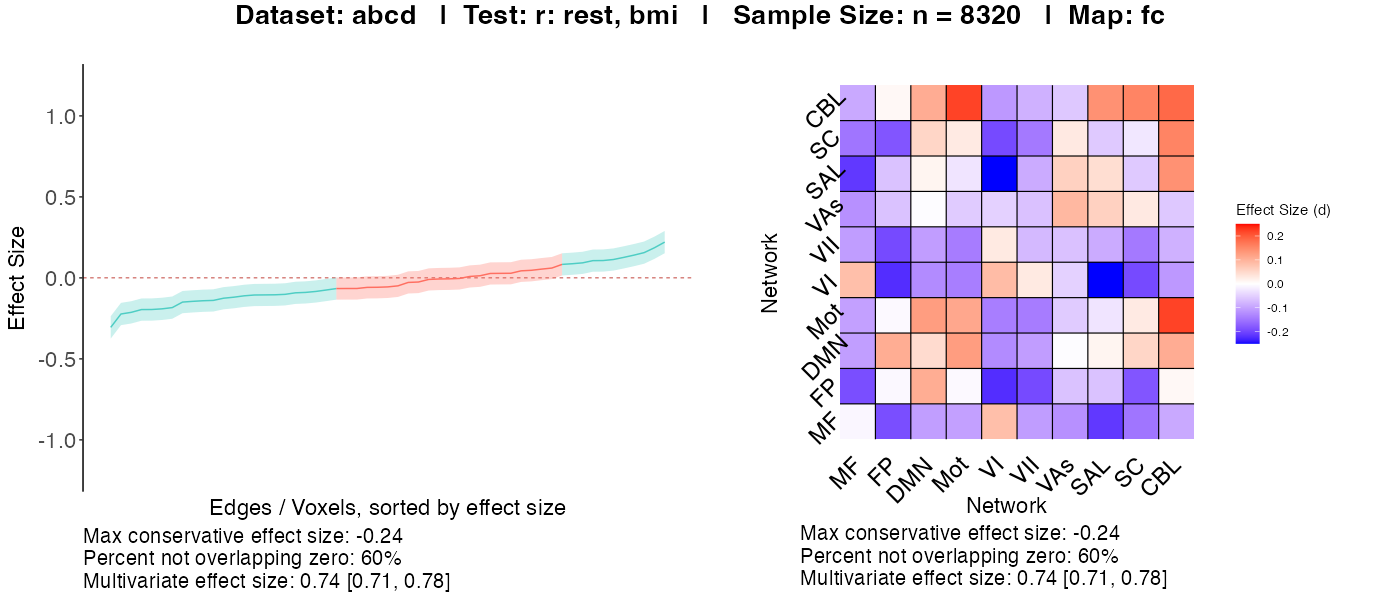 Dataset: abcd | Test: r: rest, bmi | Sample Size: n = 8320 | Map: fc
Effect Size
1.0
0.5
0.0
-0.5
-1.0
Edges / Voxels, sorted by effect size
Max conservative effect size: -0.24
Percent not overlapping zero: 60%
Multivariate effect size: 0.74 [0.71, 0.78]
Network
CBL
SC
SAL
VAs
VII
VI
Mot
DMN
FP
MF
MF
FP
DMN
Mot
VI
VII
VAs
SAL
SC
CBL
Network
Effect Size (d)
0.2
0.1
0.0
-0.1
-0.2
Max conservative effect size: -0.24
Percent not overlapping zero: 60%
Multivariate effect size: 0.74 [0.71, 0.78]